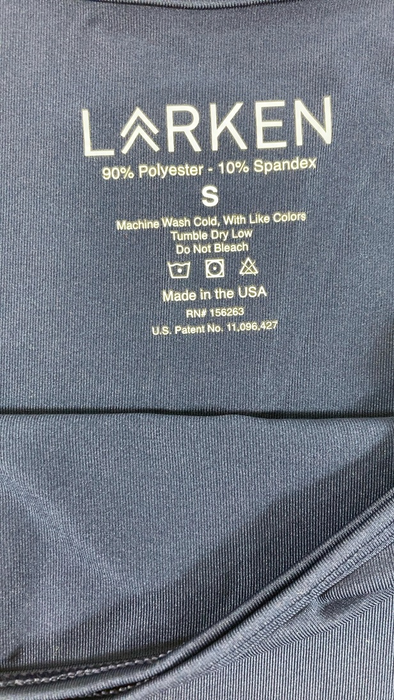 LARKEN
90% Polyester - 10% Spandex
S
Machine Wash Cold, With Like Colors
Tumble Dry Low
Do Not Bleach
Made in the USA
RN# 156263
U.S. Patent No. 11,096,427